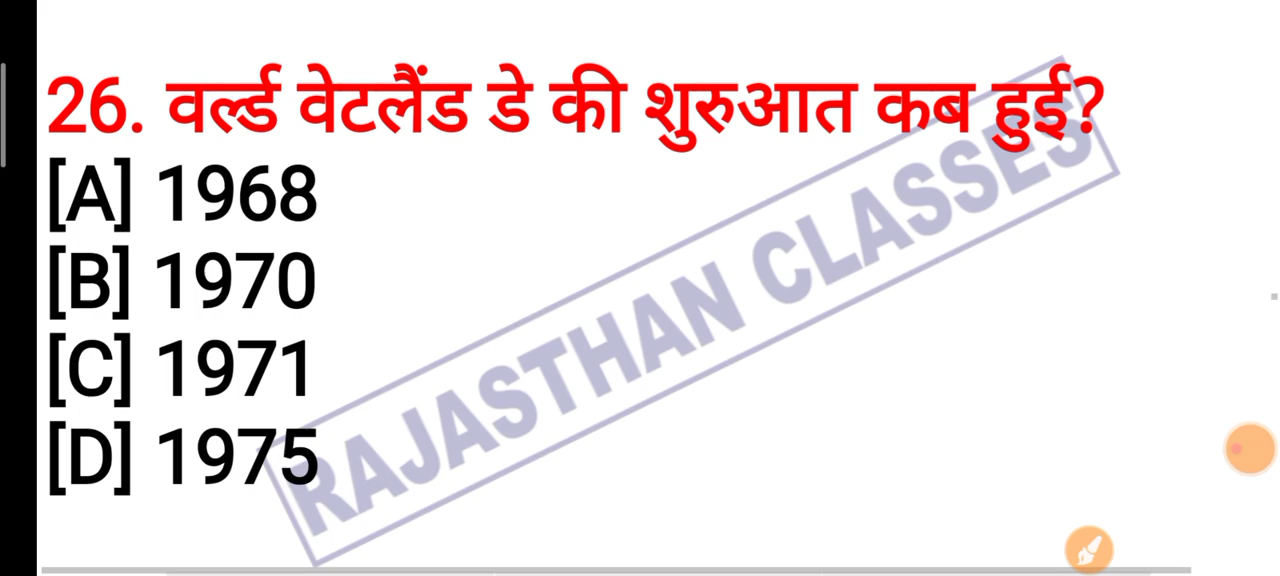 26. वर्ल्ड वेटलैंड डे की शुरुआत कब हुई?
[A] 1968
[B] 1970
[C] 1971
[D] 1975
RAJASTHAN CLASSES